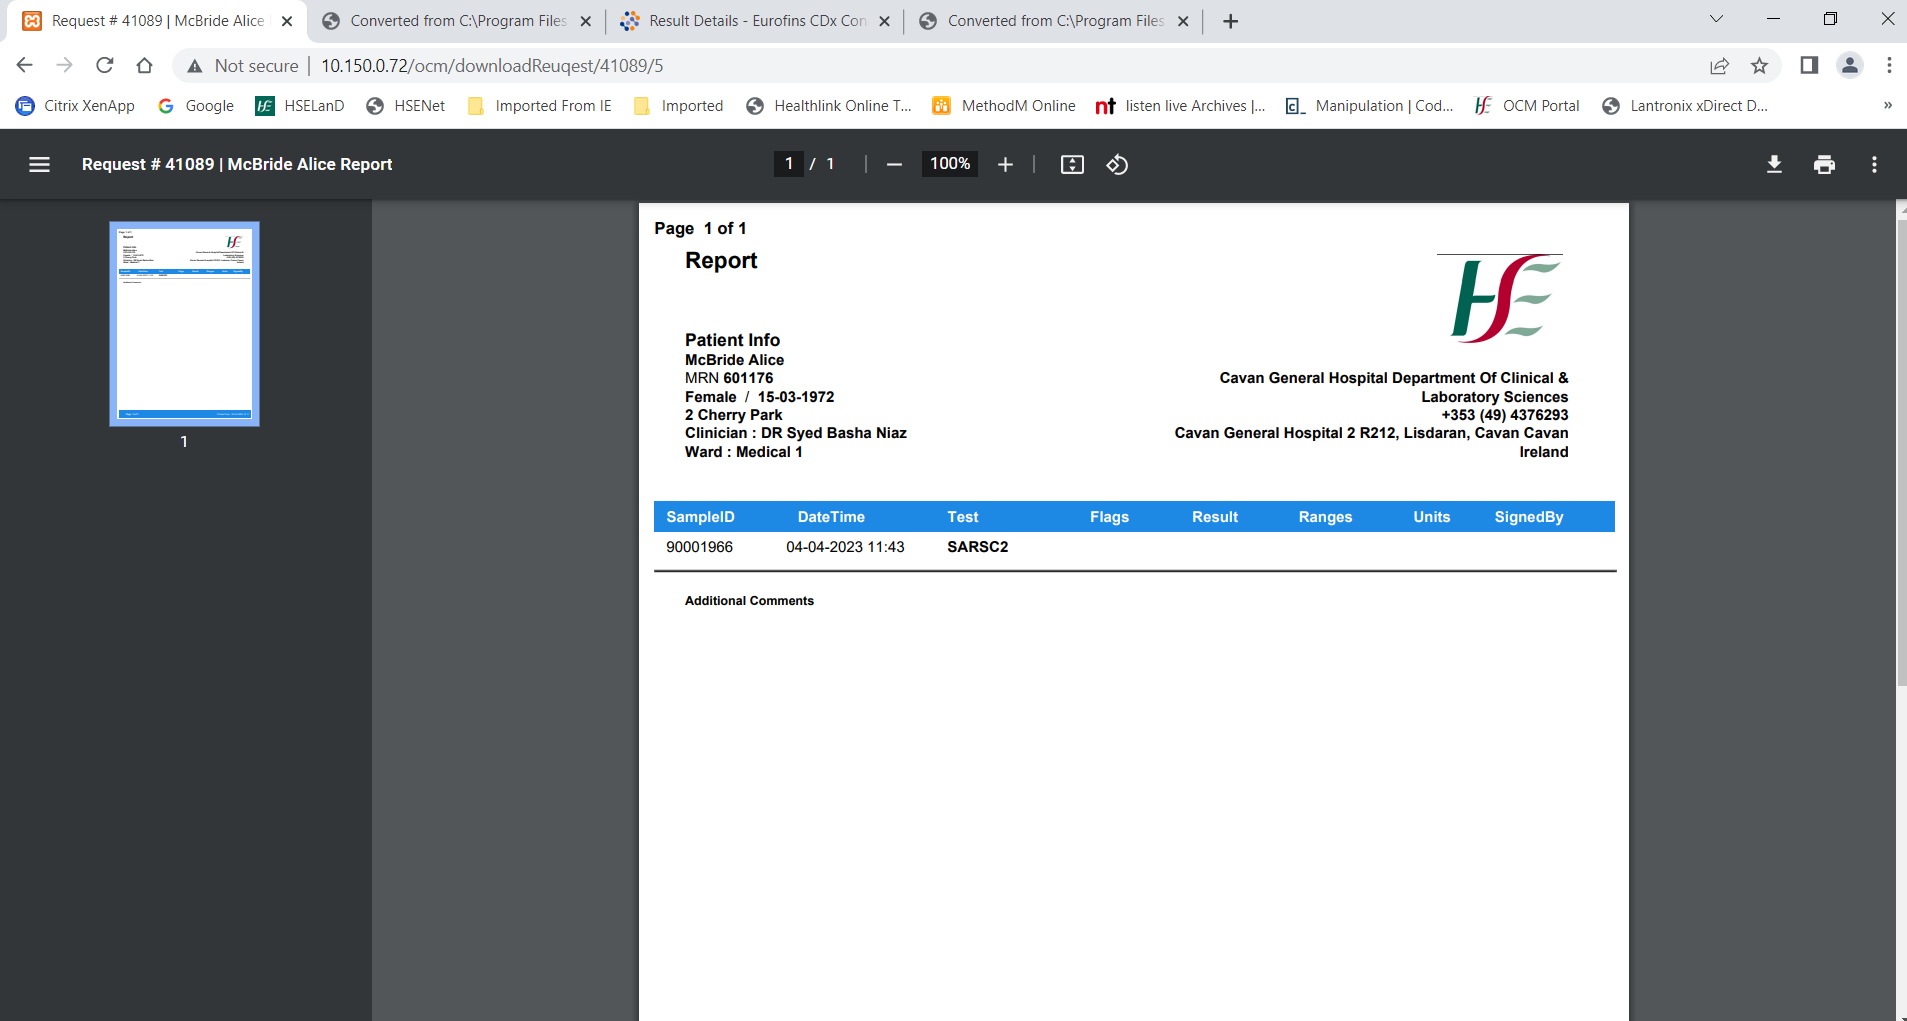 Request # 41089 | McBride Alice
Converted from C:\Program Files
Result Details - Eurofins CDx Con
Converted from C:\Program Files
Not secure
10.150.0.72/ocm/downloadReuqest/41089/5
Citrix XenApp
Google
HSELanD
HSENet
Imported From IE
Imported
Healthlink Online T...
MethodM Online
nt listen live Archives |...
c_ Manipulation | Cod...
OCM Portal
Lantronix xDirect D...
»
Request # 41089 | McBride Alice Report
1 / 1
100%
1
Page 1 of 1
Report
HSE
Patient Info
McBride Alice
MRN 601176
Female / 15-03-1972
2 Cherry Park
Clinician : DR Syed Basha Niaz
Ward : Medical 1
Cavan General Hospital Department Of Clinical &
Laboratory Sciences
+353 (49) 4376293
Cavan General Hospital 2 R212, Lisdaran, Cavan Cavan
Ireland
SampleID DateTime Test Flags Result Ranges Units SignedBy
90001966 04-04-2023 11:43 SARSC2
Additional Comments